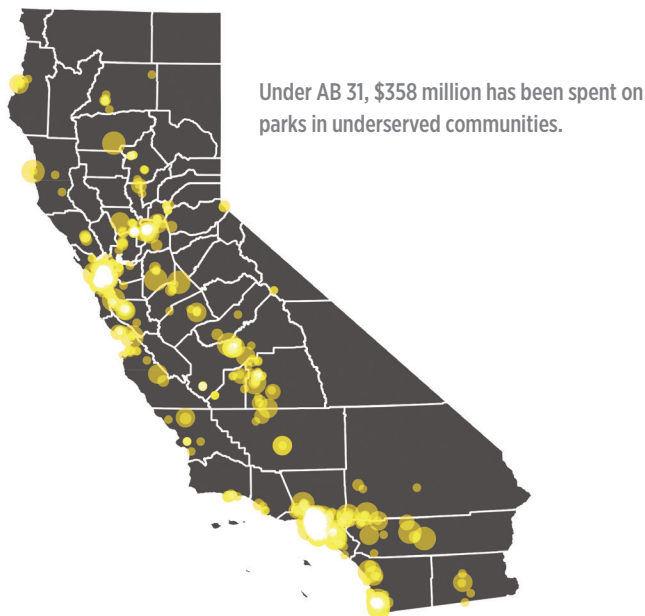 Under AB 31, $358 million has been spent on
parks in underserved communities.